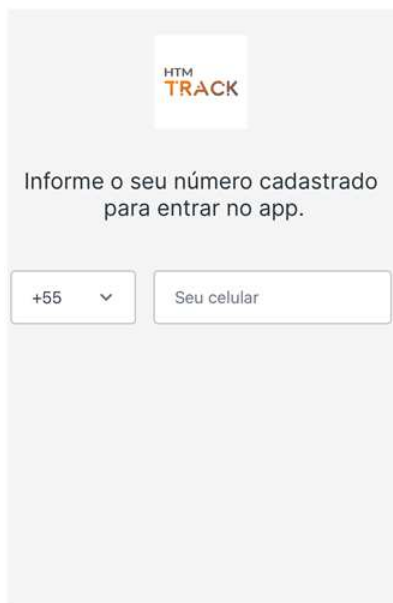 HTM
TRACK
Informe o seu número cadastrado
para entrar no app.
+55
Seu celular